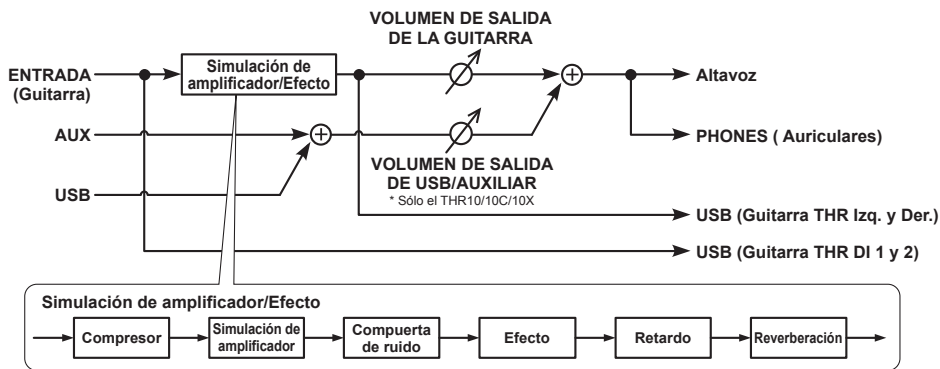 VOLUMEN DE SALIDA
DE LA GUITARRA
ENTRADA
(Guitarra)
Simulación de
amplificador/Efecto
Altavoz
AUX
PHONES ( Auriculares)
USB
VOLUMEN DE SALIDA
DE USB/AUXILIAR
* Sólo el THR10/10C/10X
USB (Guitarra THR Izq. y Der.)
USB (Guitarra THR DI 1 y 2)
Simulación de amplificador/Efecto
Compresor
Simulación de
amplificador
Compuerta
de ruido
Efecto
Retardo
Reverberación